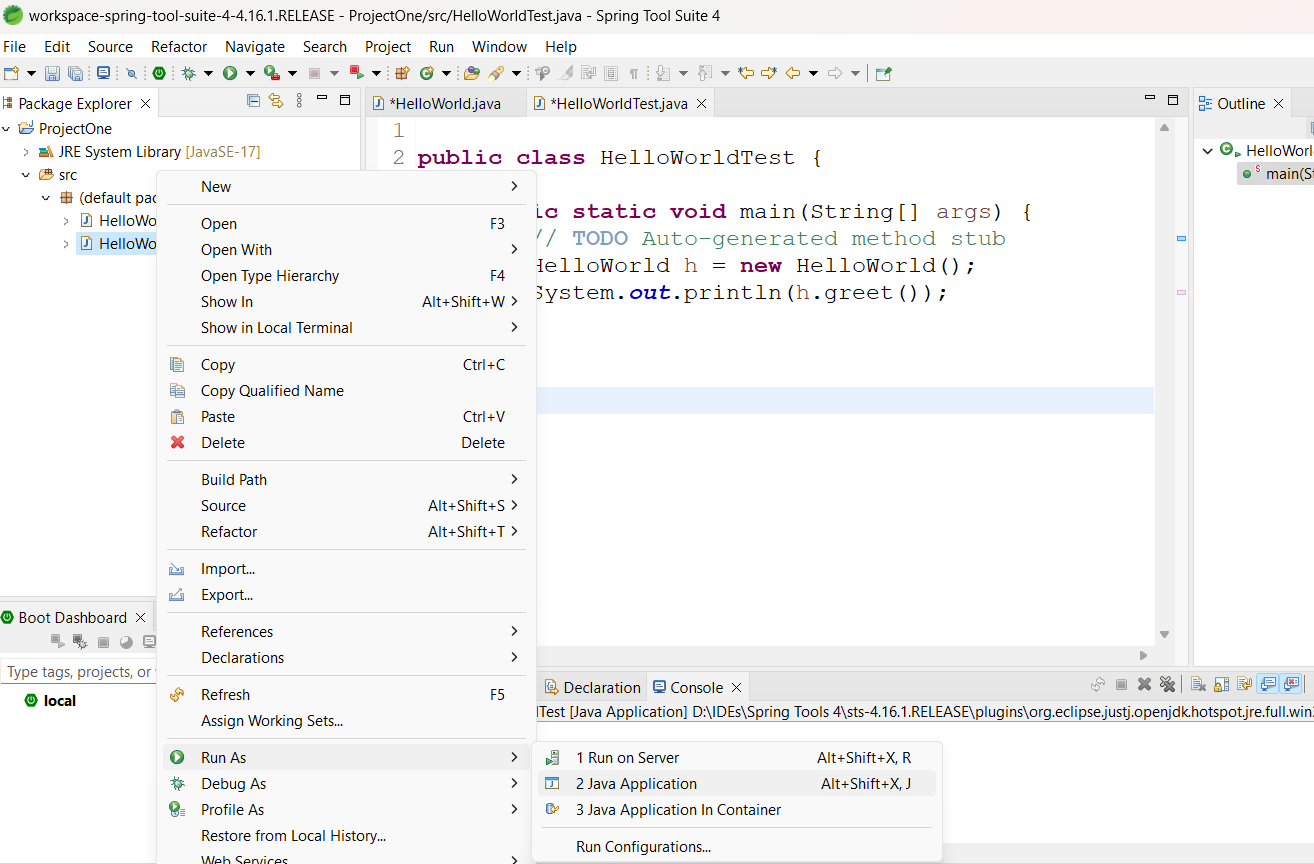 workspace-spring-tool-suite-4-4.16.1.RELEASE - ProjectOne/src/HelloWorldTest.java - Spring Tool Suite 4
File Edit Source Refactor Navigate Search Project Run Window Help
Package Explorer
ProjectOne
JRE System Library [JavaSE-17]
src
(default pac
HelloWo
HelloWo
*HelloWorld.java
*HelloWorldTest.java
1
2 public class HelloWorldTest {
ic static void main(String[] args) {
// TODO Auto-generated method stub
HelloWorld h = new HelloWorld();
System.out.println(h.greet());
Outline
HelloWorl
main(S
New
Open F3
Open With
Open Type Hierarchy F4
Show In Alt+Shift+W
Show in Local Terminal
Copy Ctrl+C
Copy Qualified Name
Paste Ctrl+V
Delete Delete
Build Path
Source Alt+Shift+S
Refactor Alt+Shift+T
Import...
Export...
References
Declarations
Refresh F5
Assign Working Sets...
Run As
Debug As
Profile As
Restore from Local History...
Web Services
1 Run on Server Alt+Shift+X, R
2 Java Application Alt+Shift+X, J
3 Java Application In Container
Run Configurations...
Boot Dashboard
Type tags, projects, or
local
Declaration
Console
Test [Java Application] D:\IDEs\Spring Tools 4\sts-4.16.1.RELEASE\plugins\org.eclipse.justj.openjdk.hotspot.jre.full.win